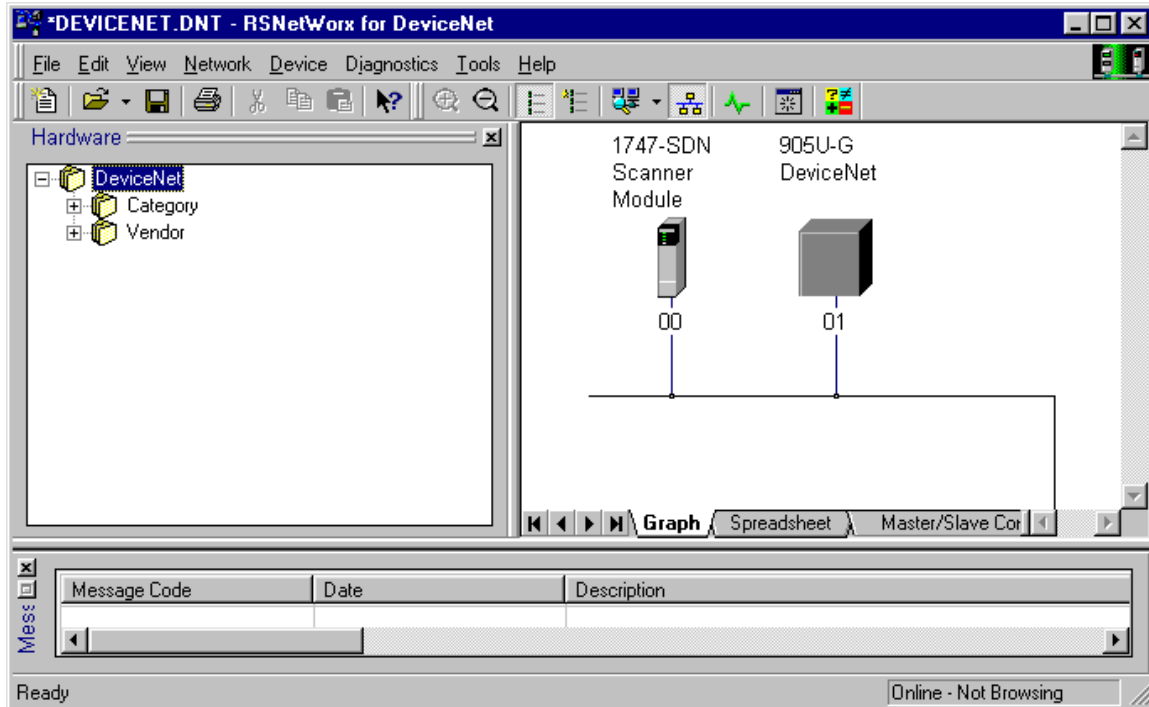 *DEVICENET.DNT - RSNetWorx for DeviceNet
File Edit View Network Device Diagnostics Tools Help
Hardware
DeviceNet
Category
Vendor
1747-SDN
Scanner
Module
905U-G
DeviceNet
00
01
Graph Spreadsheet Master/Slave Cor
Mess
Message Code Date Description
Ready
Online - Not Browsing